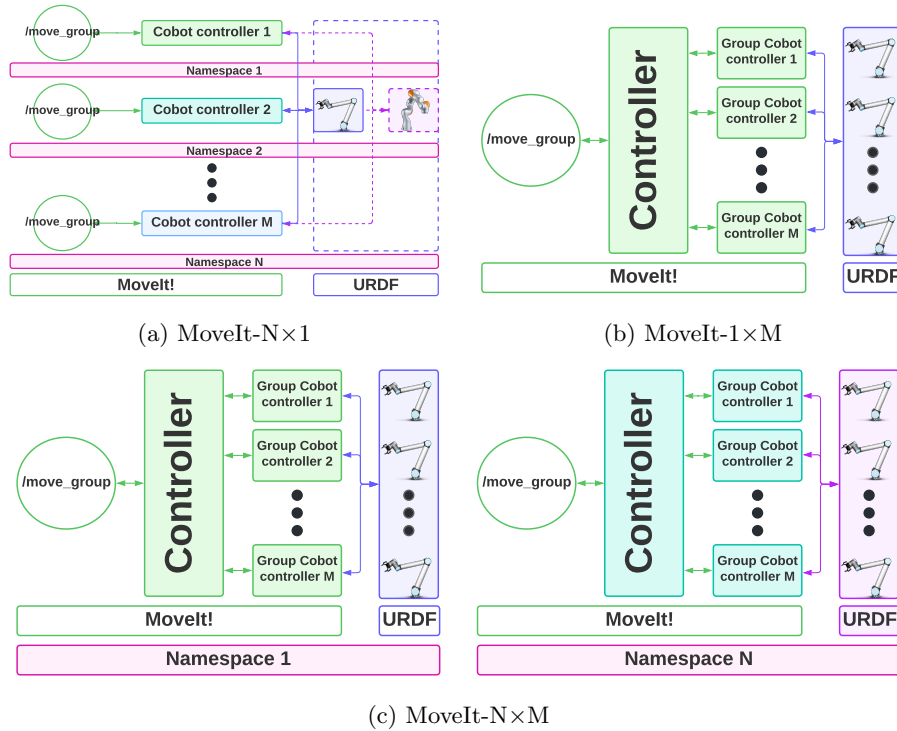 /move_group
Cobot controller 1
Namespace 1
/move_group
Cobot controller 2
Namespace 2
/move_group
Cobot controller M
Namespace N
MoveIt!
URDF
(a) MoveIt-N×1
/move_group
Controller
Group Cobot
controller 1
Group Cobot
controller 2
Group Cobot
controller M
MoveIt!
URDF
(b) MoveIt-1×M
/move_group
Controller
Group Cobot
controller 1
Group Cobot
controller 2
Group Cobot
controller M
MoveIt!
URDF
Namespace 1
/move_group
Controller
Group Cobot
controller 1
Group Cobot
controller 2
Group Cobot
controller M
MoveIt!
URDF
Namespace N
(c) MoveIt-N×M